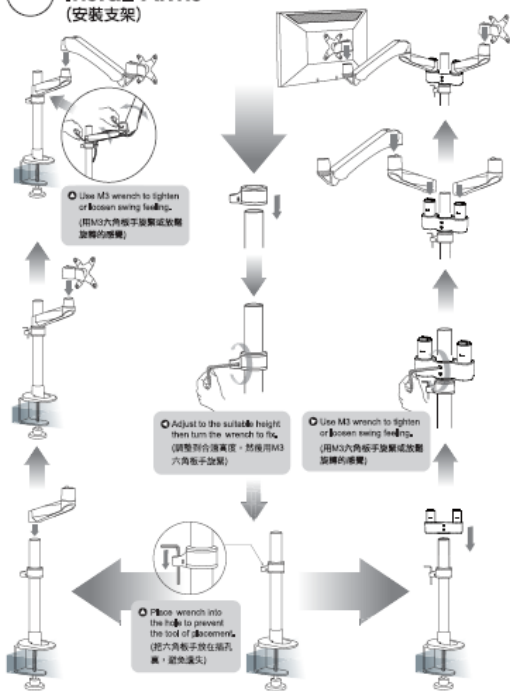 (安裝支架)
Use M3 wrench to tighten
or loosen swing feeling.
(用M3六角板手旋緊或放鬆
旋轉的感覺)
Adjust to the suitable height
then turn the wrench to fix.
(調整到合適高度，然後用M3
六角板手旋緊)
Use M3 wrench to tighten
or loosen swing feeling.
(用M3六角板手旋緊或放鬆
旋轉的感覺)
Place wrench into
the hole to prevent
the tool of placement.
(把六角板手放在插孔
裏，避免遺失)